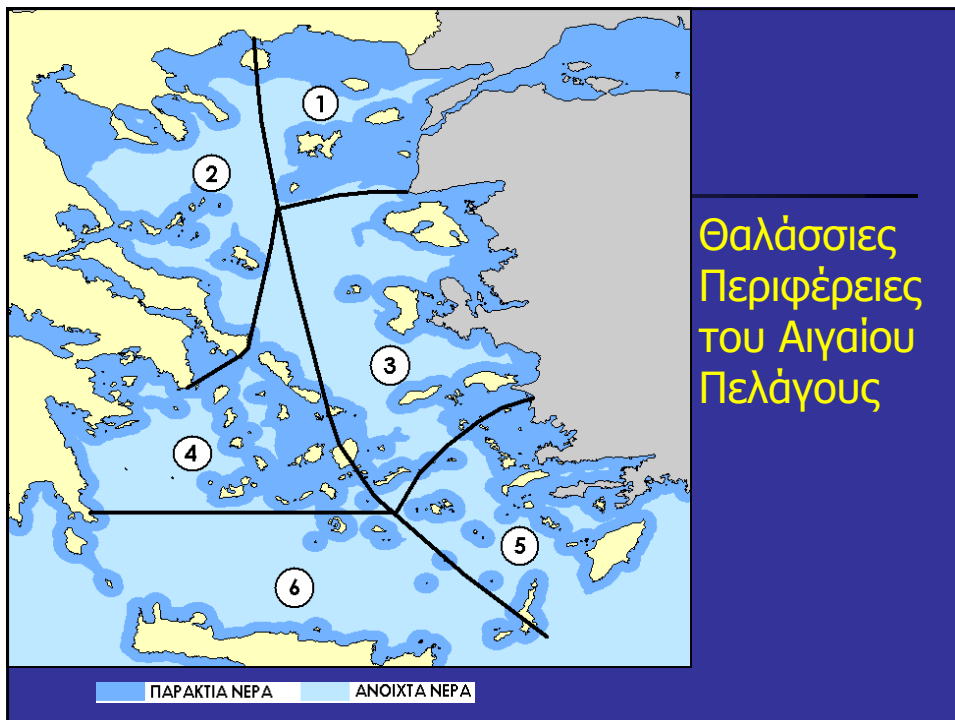 1
2
3
4
5
6
Θαλάσσιες
Περιφέρειες
του Αιγαίου
Πελάγους
ΠΑΡΑΚΤΙΑ ΝΕΡΑ
ΑΝΟΙΧΤΑ ΝΕΡΑ